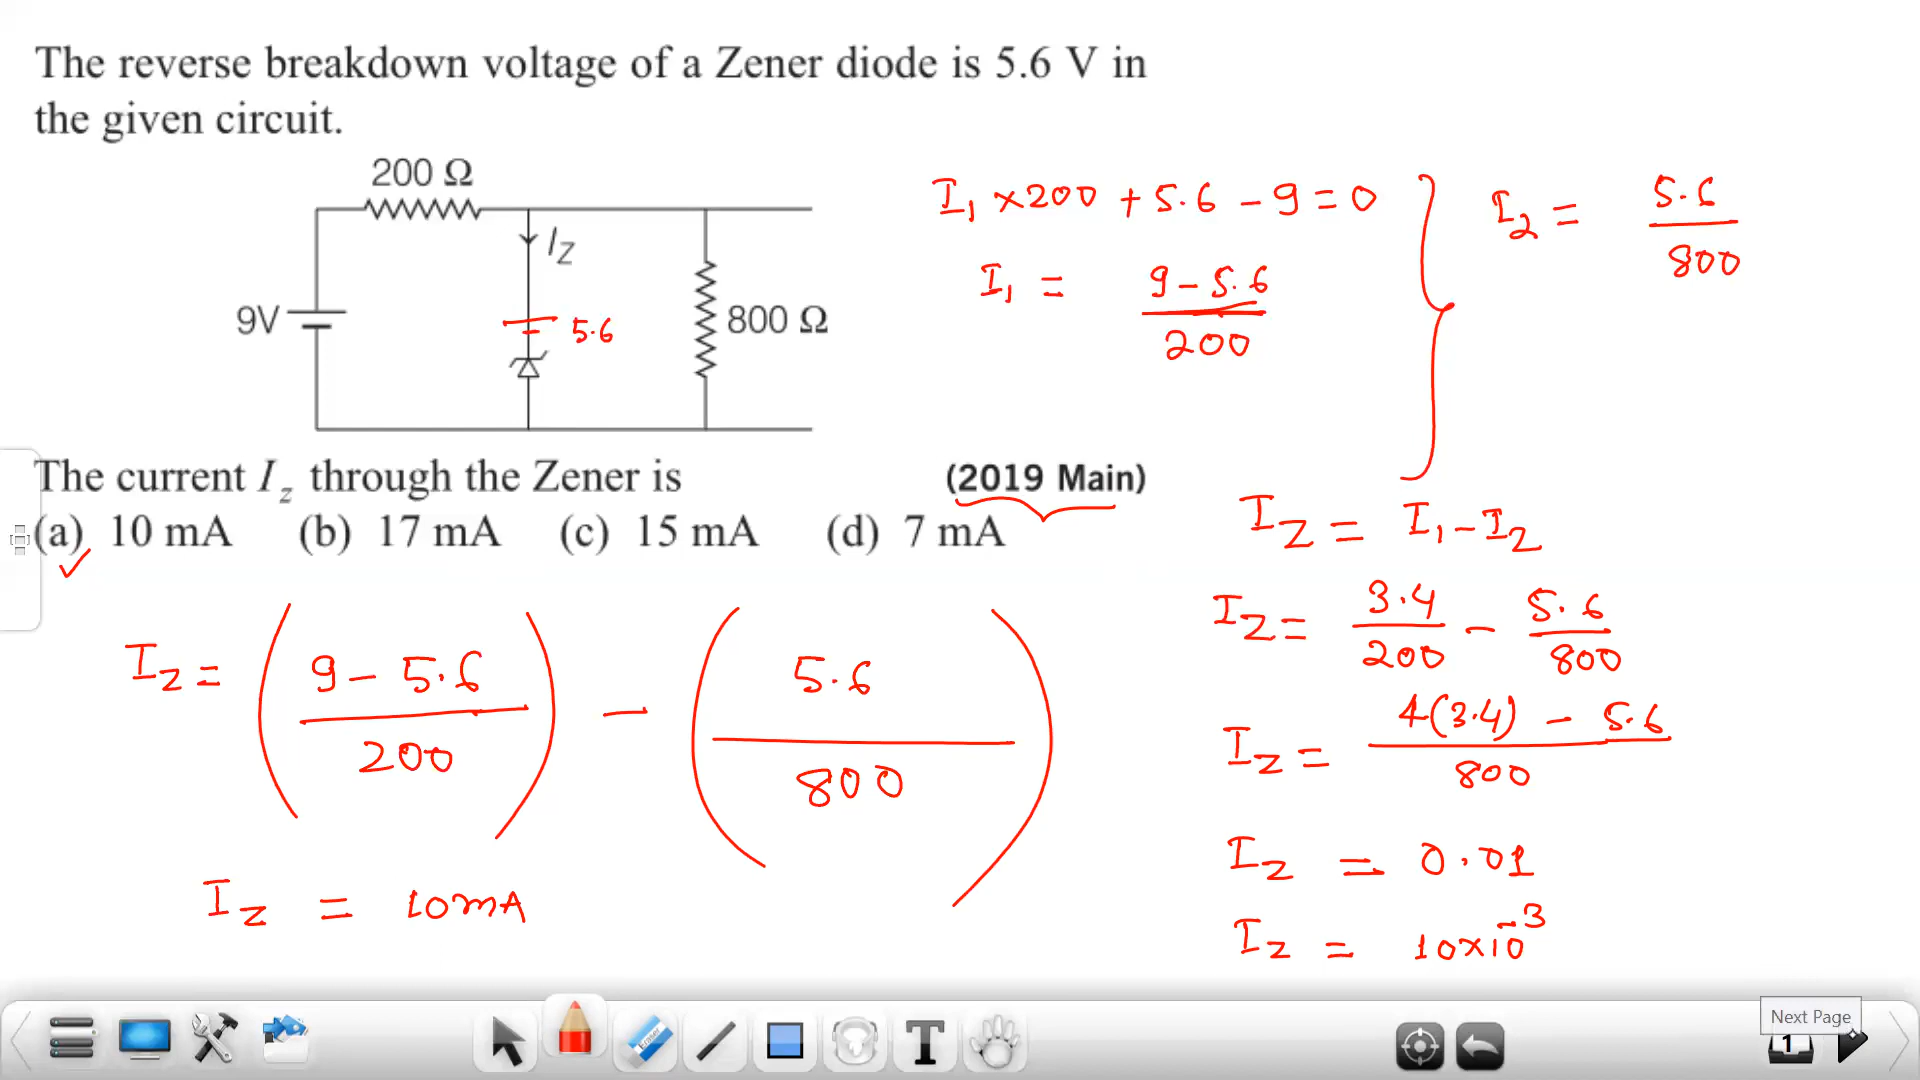 The reverse breakdown voltage of a Zener diode is 5.6 V in
the given circuit.
200 Ω
I_Z
9V
5.6
800 Ω
I₁ × 200 + 5.6 - 9 = 0
I₁ = (9 - 5.6)/200
I₂ = 5.6/800
The current I_z through the Zener is (2019 Main)
(a) 10 mA (b) 17 mA (c) 15 mA (d) 7 mA
I_Z = (9 - 5.6 / 200) - (5.6 / 800)
I_Z = 10mA
I_Z = I₁ - I₂
I_Z = 3.4/200 - 5.6/800
I_Z = (4(3.4) - 5.6)/800
I_Z = 0.01
I_Z = 10×10⁻³
Eraser
T
Next Page
1